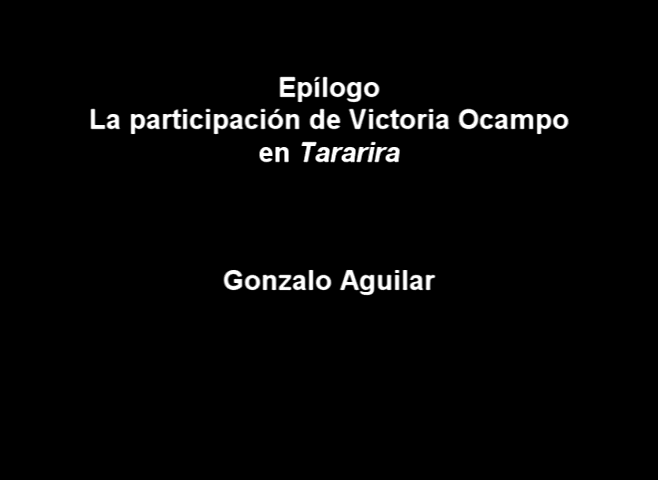 Epílogo
La participación de Victoria Ocampo
en Tararira
Gonzalo Aguilar